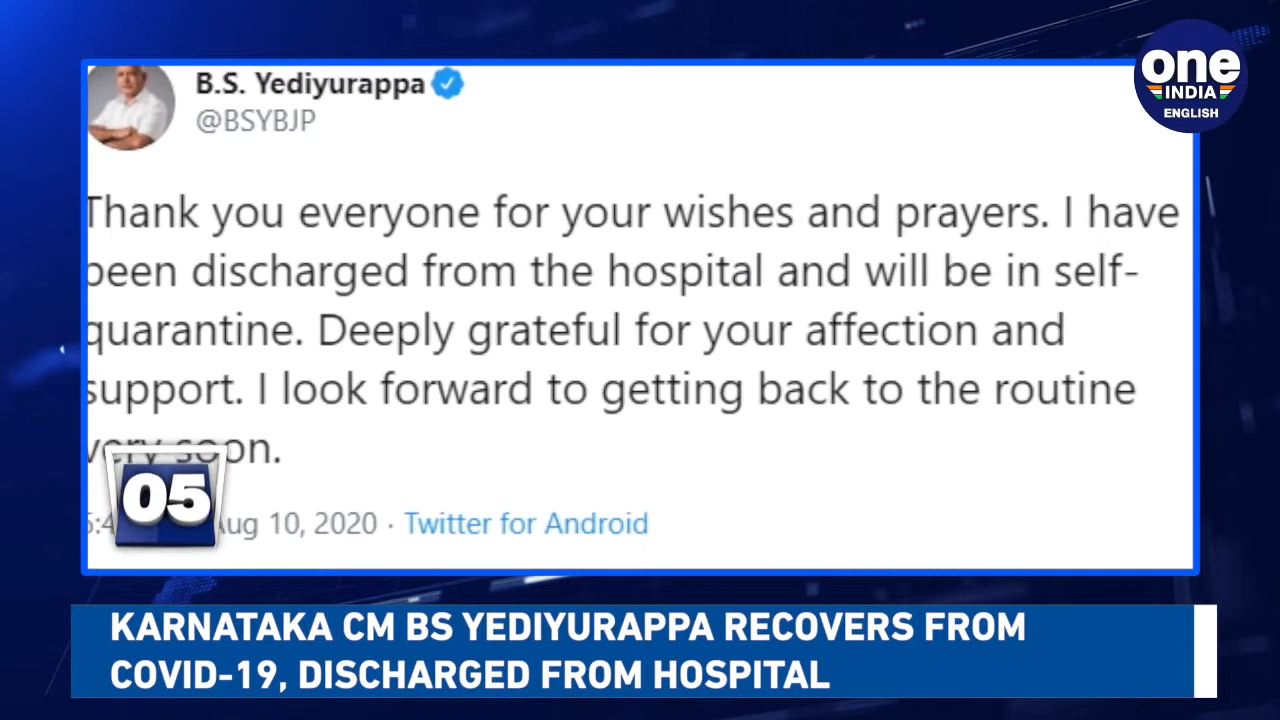 one
INDIA
ENGLISH
B.S. Yediyurappa
@BSYBJP
Thank you everyone for your wishes and prayers. I have
been discharged from the hospital and will be in self-
quarantine. Deeply grateful for your affection and
support. I look forward to getting back to the routine
very soon.
05
Aug 10, 2020 · Twitter for Android
KARNATAKA CM BS YEDIYURAPPA RECOVERS FROM
COVID-19, DISCHARGED FROM HOSPITAL